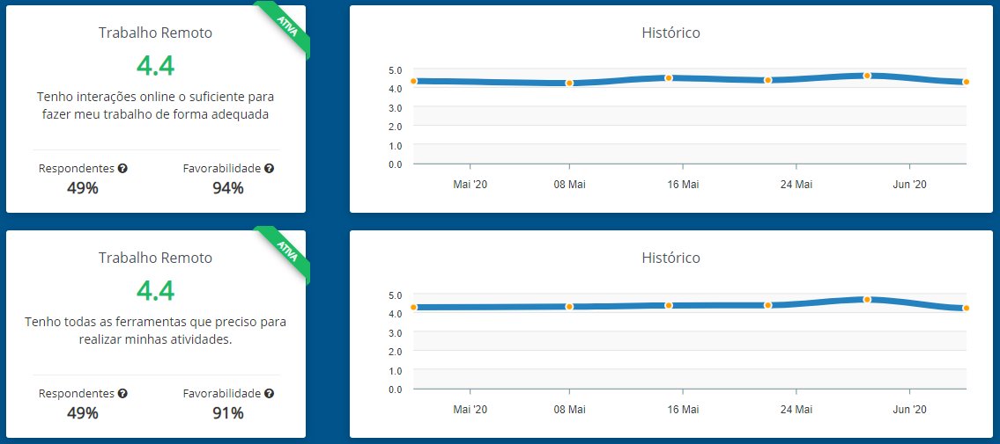 Trabalho Remoto
ATIVA
4.4
Tenho interações online o suficiente para
fazer meu trabalho de forma adequada
Respondentes ?
Favorabilidade ?
49%
94%
Histórico
5.0
4.0
3.0
2.0
1.0
0.0
Mai '20
08 Mai
16 Mai
24 Mai
Jun '20
Trabalho Remoto
ATIVA
4.4
Tenho todas as ferramentas que preciso para
realizar minhas atividades.
Respondentes ?
Favorabilidade ?
49%
91%
Histórico
5.0
4.0
3.0
2.0
1.0
0.0
Mai '20
08 Mai
16 Mai
24 Mai
Jun '20